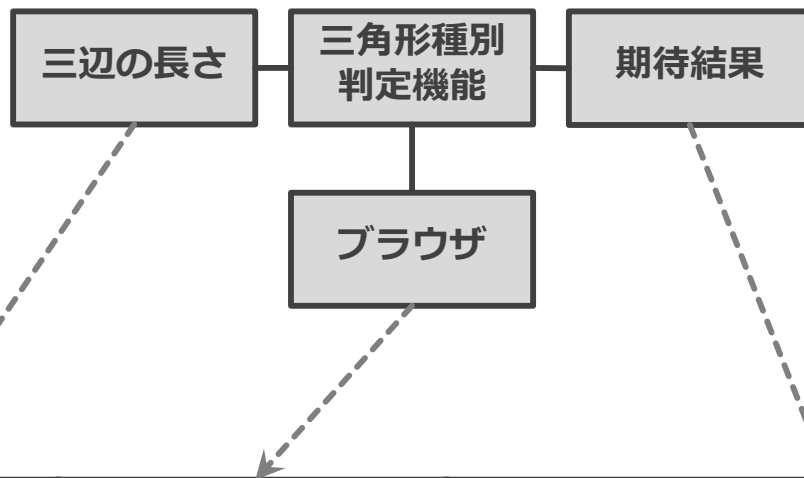 三辺の長さ
三角形種別
判定機能
期待結果
ブラウザ